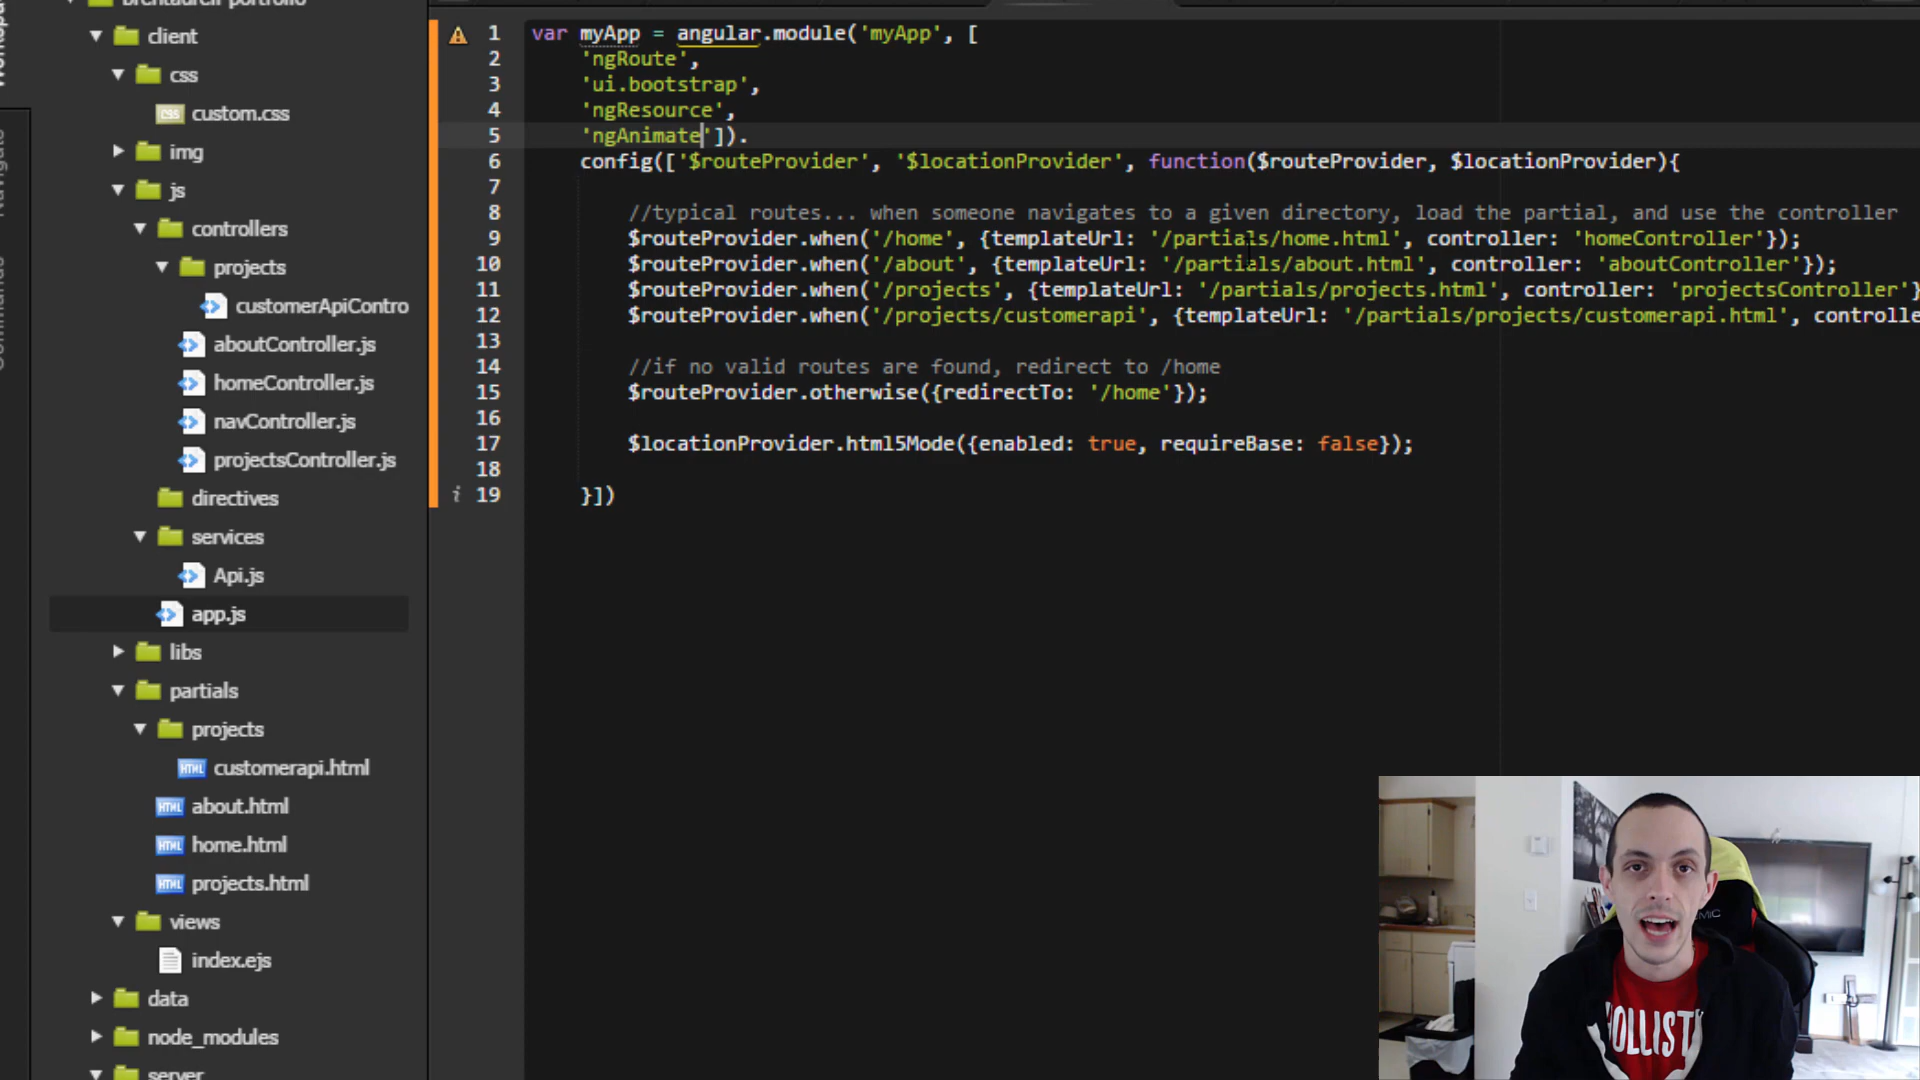 client
css
custom.css
img
js
controllers
projects
customerApiContro
aboutController.js
homeController.js
navController.js
projectsController.js
directives
services
Api.js
app.js
libs
partials
projects
customerapi.html
about.html
home.html
projects.html
views
index.ejs
data
node_modules
server
1 var myApp = angular.module('myApp', [
2 'ngRoute',
3 'ui.bootstrap',
4 'ngResource',
5 'ngAnimate']).
6 config(['$routeProvider', '$locationProvider', function($routeProvider, $locationProvider){
7
8 //typical routes... when someone navigates to a given directory, load the partial, and use the controller
9 $routeProvider.when('/home', {templateUrl: '/partials/home.html', controller: 'homeController'});
10 $routeProvider.when('/about', {templateUrl: '/partials/about.html', controller: 'aboutController'});
11 $routeProvider.when('/projects', {templateUrl: '/partials/projects.html', controller: 'projectsController'}
12 $routeProvider.when('/projects/customerapi', {templateUrl: '/partials/projects/customerapi.html', controlle
13
14 //if no valid routes are found, redirect to /home
15 $routeProvider.otherwise({redirectTo: '/home'});
16
17 $locationProvider.html5Mode({enabled: true, requireBase: false});
18
19 }])